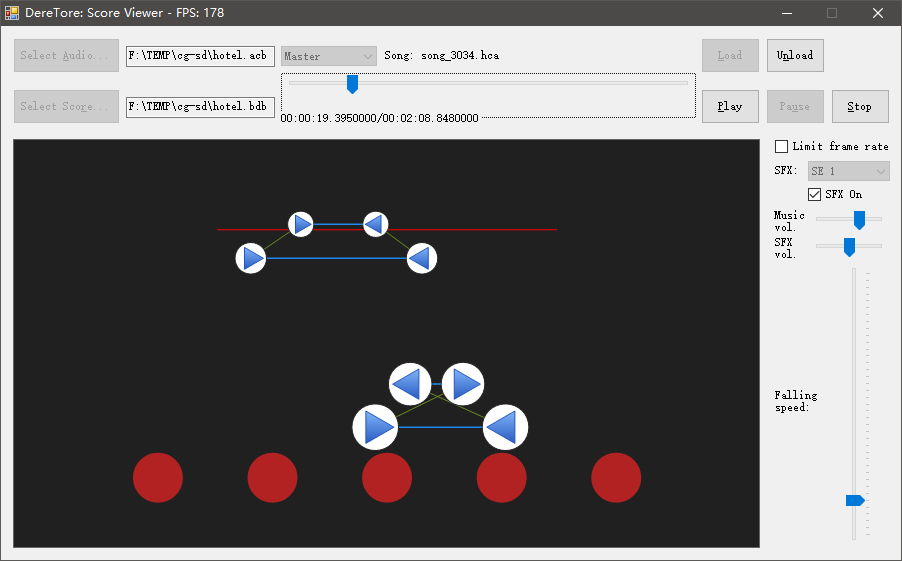 DereTore: Score Viewer - FPS: 178
Select Audio...
F:\TEMP\cg-sd\hotel.acb
Master
Song: song_3034.hca
Load
Unload
Select Score...
F:\TEMP\cg-sd\hotel.bdb
00:00:19.3950000/00:02:08.8480000
Play
Pause
Stop
Limit frame rate
SFX:
SE 1
SFX On
Music
vol.
SFX
vol.
Falling
speed: